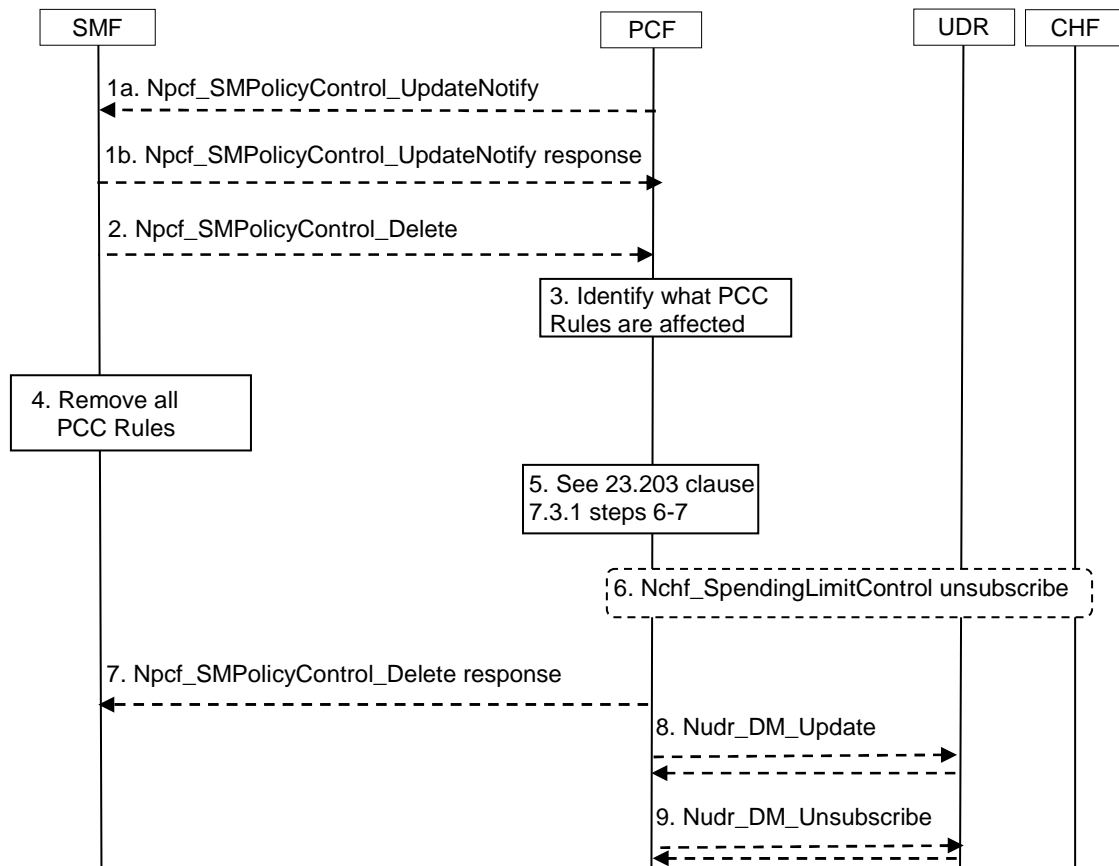 SMF
PCF
UDR
CHF
1a. Npcf_SMPolicyControl_UpdateNotify
1b. Npcf_SMPolicyControl_UpdateNotify response
2. Npcf_SMPolicyControl_Delete
3. Identify what PCC
Rules are affected
4. Remove all
PCC Rules
5. See 23.203 clause
7.3.1 steps 6-7
6. Nchf_SpendingLimitControl unsubscribe
7. Npcf_SMPolicyControl_Delete response
8. Nudr_DM_Update
9. Nudr_DM_Unsubscribe